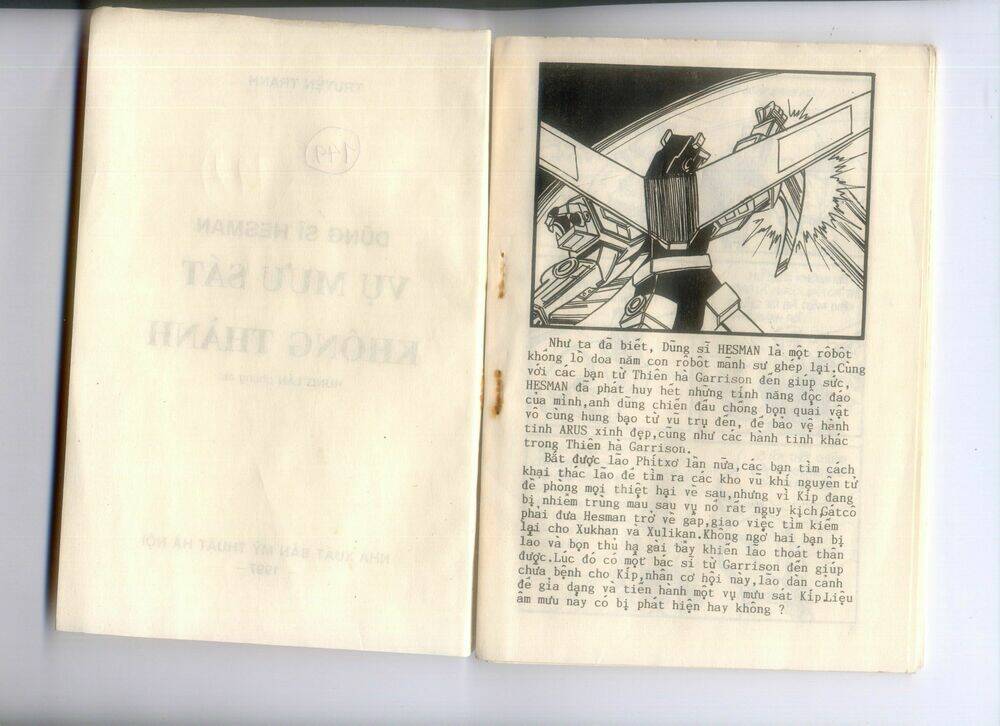 TRUYỆN TRANH
149
DŨNG SĨ HESMAN
VỤ MƯU SÁT
KHÔNG THÀNH
HÙNG LÂN phóng tác
NHÀ XUẤT BẢN MỸ THUẬT HÀ NỘI
- 1997 -
Như ta đã biết, Dũng sĩ HESMAN là một rôbôt
khổng lồ doa năm con rôbôt mãnh sư ghép lại.Cùng
với các bạn từ Thiên hà Garrison đến giúp sức,
HESMAN đã phát huy hết những tính năng độc đáo
của mình,anh dũng chiến đấu chống bọn quái vật
vô cùng hung bạo từ vũ trụ đến, để bảo vệ hành
tinh ARUS xinh đẹp,cũng như các hành tinh khác
trong Thiên hà Garrison.
Bắt được lão Phítxơ lần nữa,các bạn tìm cách
khai thác lão để tìm ra các kho vũ khí nguyên tử
đề phòng mọi thiệt hại về sau,nhưng vì Kíp đang
bị nhiễm trùng máu sau vụ nổ rất nguy kịch,Gátcô
phải đưa Hesman trở về gấp,giao việc tìm kiếm
lại cho Xukhan và Xulikan.Không ngờ hai bạn bị
lão và bọn thủ hạ gài bẫy khiến lão thoát thân
được.Lúc đó có một bác sĩ từ Garrison đến giúp
chữa bệnh cho Kíp,nhân cơ hội này,lão dàn cảnh
để giả dạng và tiến hành một vụ mưu sát Kíp.Liệu
âm mưu này có bị phát hiện hay không ?